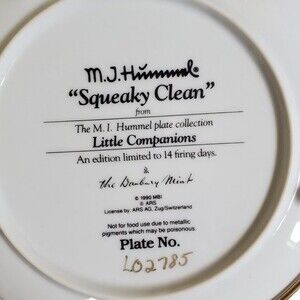 M.J.Hümmel
"Squeaky Clean"
from
The M. I. Hummel plate collection
Little Companions
An edition limited to 14 firing days.
&
the Danbury Mint
© 1990 MBI
® ARS
License by: ARS AG, Zug/Switzerland
Not for food use due to metallic
pigments which may be poisonous.
Plate No.
LO2785